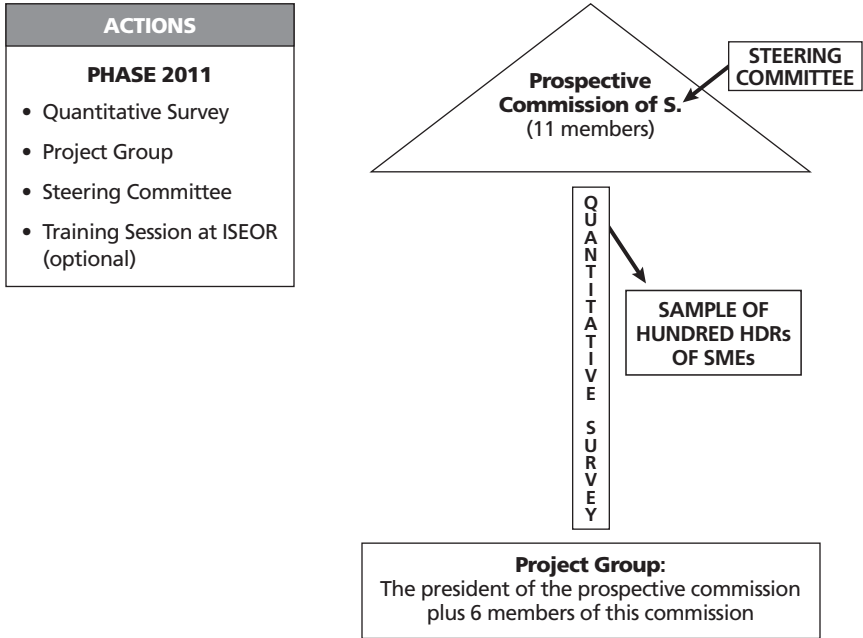 ACTIONS
PHASE 2011
• Quantitative Survey
• Project Group
• Steering Committee
• Training Session at ISEOR
(optional)
Prospective
Commission of S.
(11 members)
STEERING
COMMITTEE
QUANTITATIVE SURVEY
SAMPLE OF
HUNDRED HDRs
OF SMEs
Project Group:
The president of the prospective commission
plus 6 members of this commission